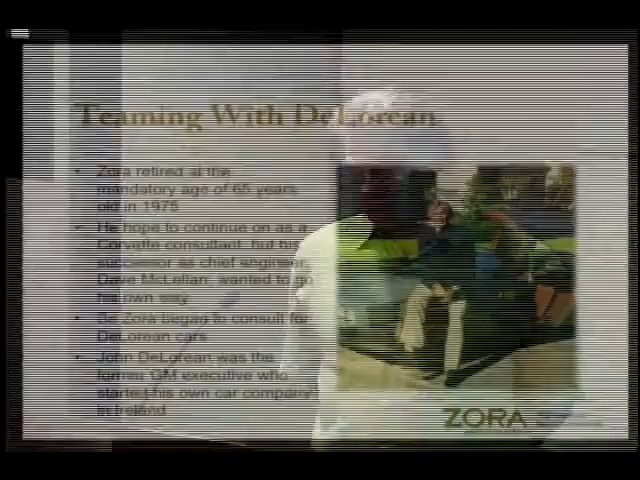 Teaming With DeLorean
• Zora retired at the
mandatory age of 65 years
old in 1975
• He hope to continue on as a
Corvette consultant, but his
successor as chief engineer,
Dave McLellan, wanted to go
his own way
• So Zora began to consult for
DeLorean cars
• John DeLorean was the
former GM executive who
started his own car company
in Ireland
ZORA